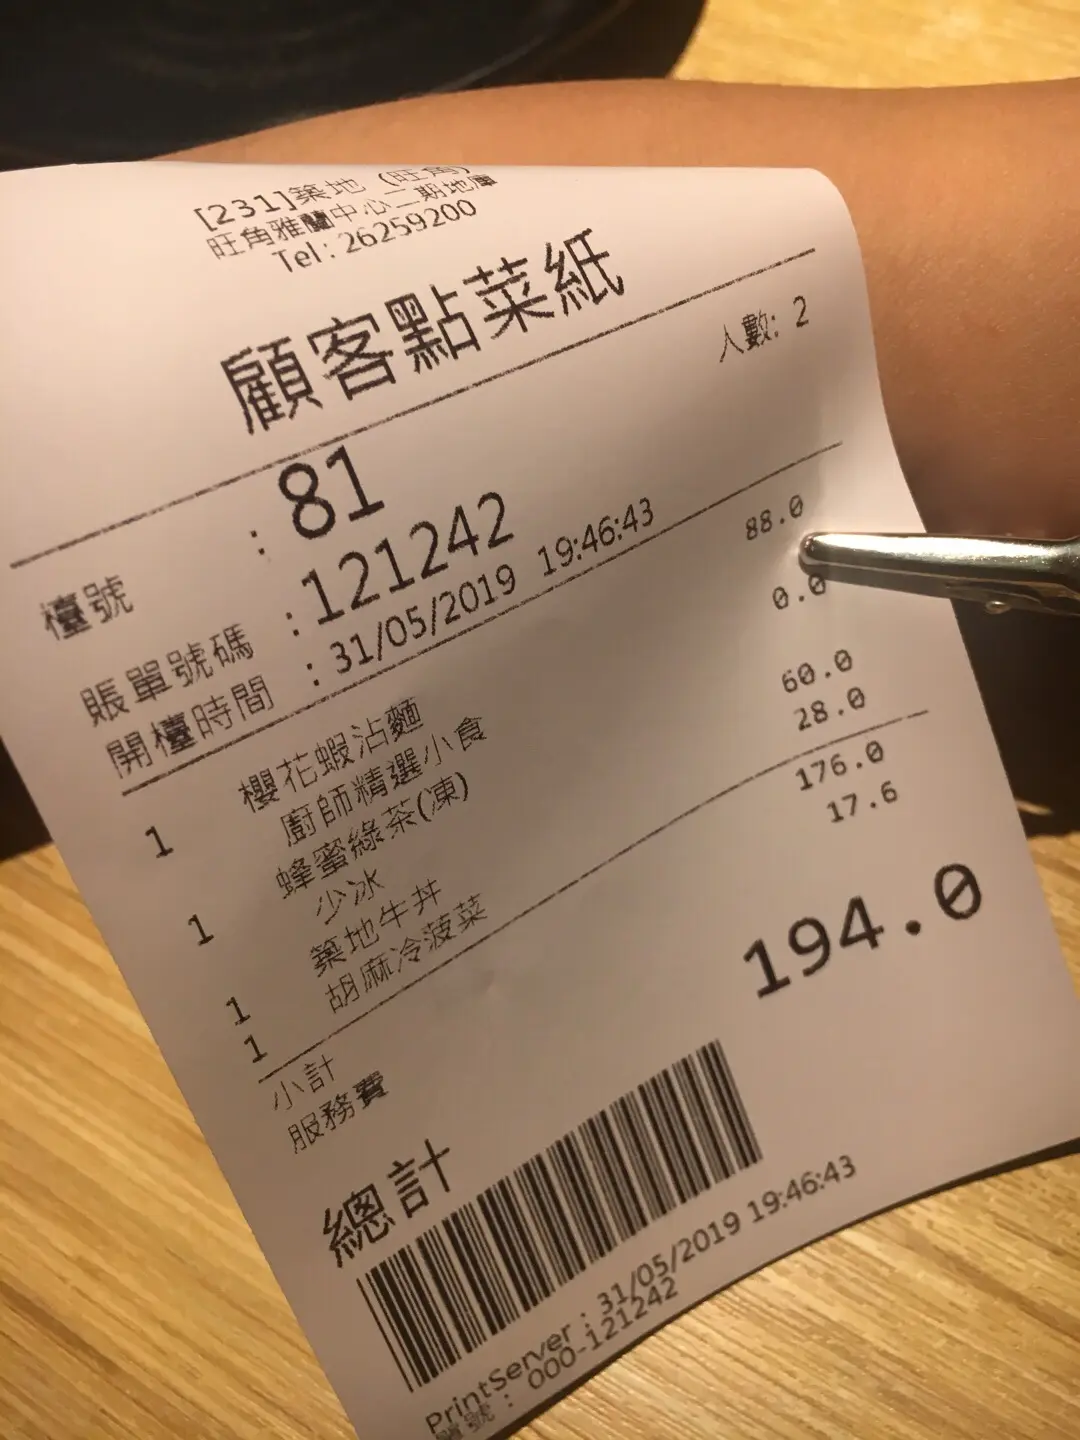 [231]築地 (旺角)
旺角雅蘭中心二期地庫
Tel: 26259200
顧客點菜紙
人數: 2
檯號 : 81
賬單號碼 : 121242
開檯時間 : 31/05/2019 19:46:43
1 櫻花蝦沾麵 88.0
廚師精選小食 0.0
1 蜂蜜綠茶(凍)
少冰
1 築地牛丼 60.0
1 胡麻冷菠菜 28.0
小計 176.0
服務費 17.6
總計 194.0
PrintServer : 31/05/2019 19:46:43
號 : 000-121242